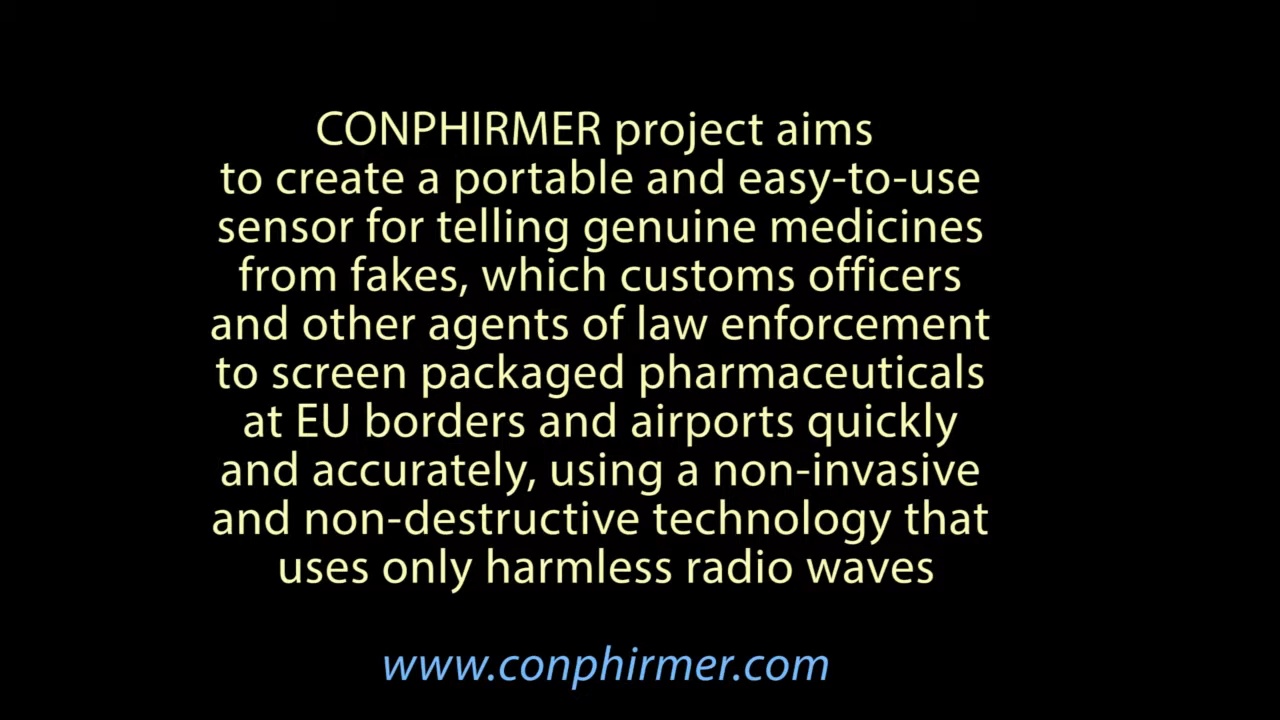 CONPHIRMER project aims
to create a portable and easy-to-use
sensor for telling genuine medicines
from fakes, which customs officers
and other agents of law enforcement
to screen packaged pharmaceuticals
at EU borders and airports quickly
and accurately, using a non-invasive
and non-destructive technology that
uses only harmless radio waves
www.conphirmer.com